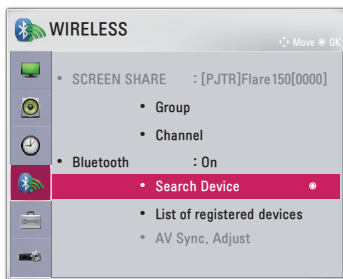 WIRELESS
Move OK
• SCREEN SHARE : [PJTR]Flare150[0000]
• Group
• Channel
• Bluetooth : On
• Search Device
• List of registered devices
• AV Sync. Adjust